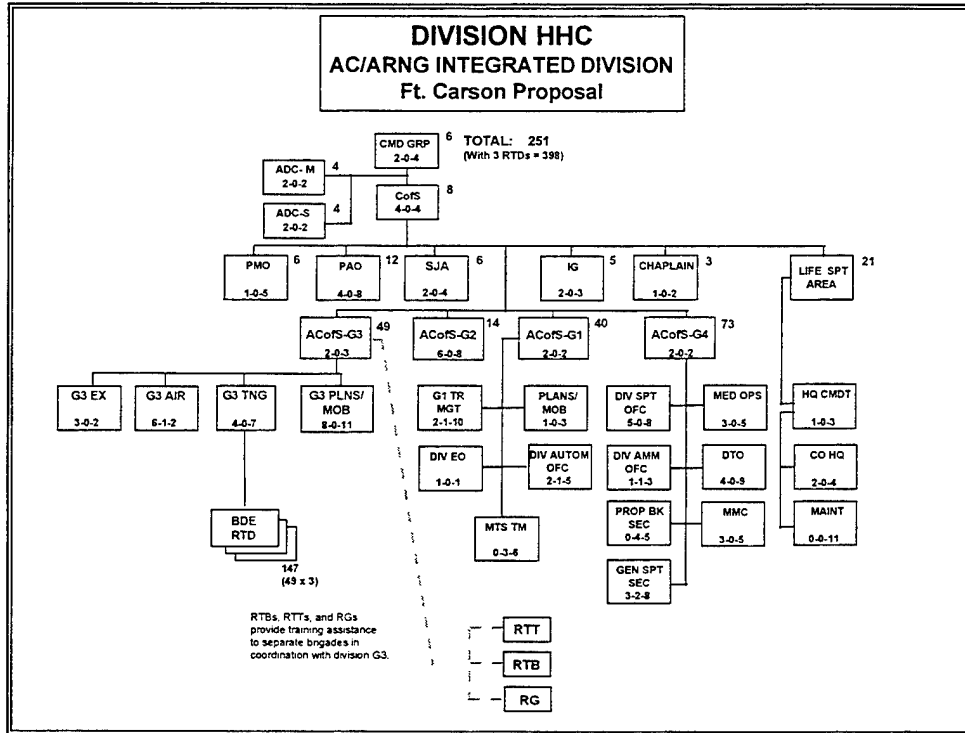 DIVISION HHC
AC/ARNG INTEGRATED DIVISION
Ft. Carson Proposal
CMD GRP
2-0-4
6
TOTAL: 251
(With 3 RTDs = 398)
ADC- M
2-0-2
4
CofS
4-0-4
8
ADC-S
2-0-2
4
PMO
1-0-5
6
PAO
4-0-8
12
SJA
2-0-4
6
IG
2-0-3
5
CHAPLAIN
1-0-2
3
LIFE SPT
AREA
21
ACofS-G3
2-0-3
49
ACofS-G2
6-0-8
14
ACofS-G1
2-0-2
40
ACofS-G4
2-0-2
73
G3 EX
3-0-2
G3 AIR
6-1-2
G3 TNG
4-0-7
G3 PLNS/
MOB
8-0-11
G1 TR
MGT
2-1-10
PLANS/
MOB
1-0-3
DIV SPT
OFC
5-0-8
MED OPS
3-0-5
HQ CMDT
1-0-3
DIV EO
1-0-1
DIV AUTOM
OFC
2-1-5
DIV AMM
OFC
1-1-3
DTO
4-0-9
CO HQ
2-0-4
BDE
RTD
147
(49 x 3)
MTS TM
0-3-6
PROP BK
SEC
0-4-5
MMC
3-0-5
MAINT
0-0-11
GEN SPT
SEC
3-2-8
RTBs, RTTs, and RGs
provide training assistance
to separate brigades in
coordination with division G3.
RTT
RTB
RG